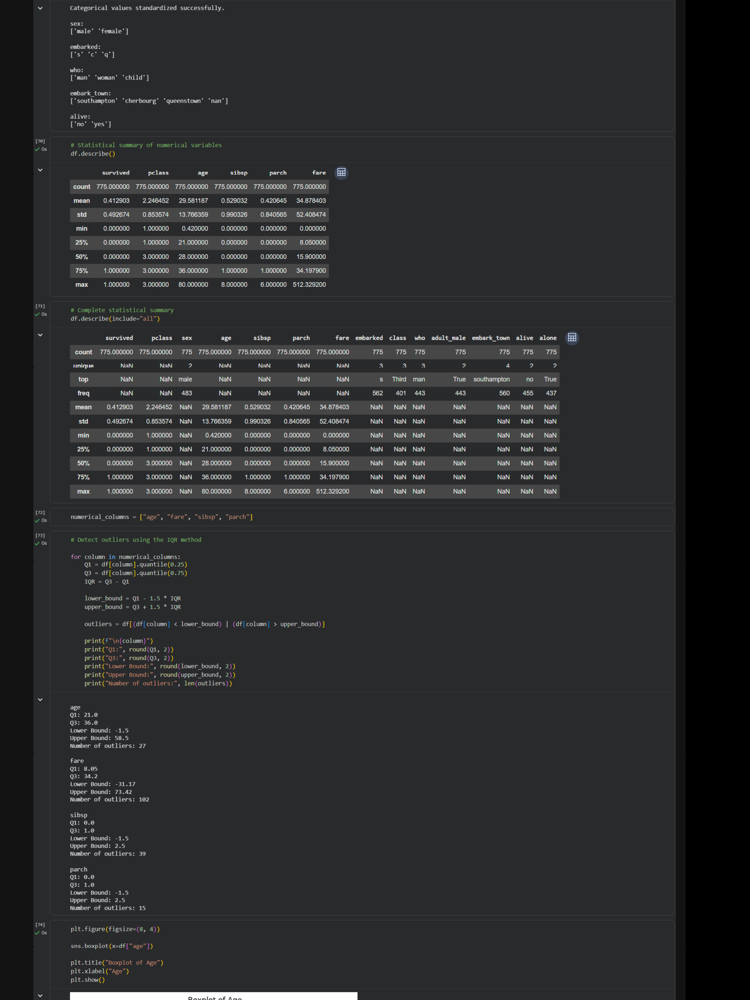 Categorical values standardized successfully.
sex:
['male' 'female']
embarked:
['s' 'c' 'q']
who:
['man' 'woman' 'child']
embark_town:
['southampton' 'cherbourg' 'queenstown' 'nan']
alive:
['no' 'yes']
[70]
0s
# Statistical summary of numerical variables
df.describe()
survived pclass age sibsp parch fare
count 775.000000 775.000000 775.000000 775.000000 775.000000 775.000000
mean 0.412903 2.246452 29.581187 0.529032 0.420645 34.878403
std 0.492674 0.853574 13.766359 0.990326 0.840565 52.408474
min 0.000000 1.000000 0.420000 0.000000 0.000000 0.000000
25% 0.000000 1.000000 21.000000 0.000000 0.000000 8.050000
50% 0.000000 3.000000 28.000000 0.000000 0.000000 15.900000
75% 1.000000 3.000000 36.000000 1.000000 1.000000 34.197900
max 1.000000 3.000000 80.000000 8.000000 6.000000 512.329200
[71]
0s
# Complete statistical summary
df.describe(include="all")
survived pclass sex age sibsp parch fare embarked class who adult_male embark_town alive alone
count 775.000000 775.000000 775 775.000000 775.000000 775.000000 775.000000 775 775 775 775 775 775 775
unique NaN NaN 2 NaN NaN NaN NaN 3 3 3 2 4 2 2
top NaN NaN male NaN NaN NaN NaN s Third man True southampton no True
freq NaN NaN 483 NaN NaN NaN NaN 562 401 443 443 560 455 437
mean 0.412903 2.246452 NaN 29.581187 0.529032 0.420645 34.878403 NaN NaN NaN NaN NaN NaN NaN
std 0.492674 0.853574 NaN 13.766359 0.990326 0.840565 52.408474 NaN NaN NaN NaN NaN NaN NaN
min 0.000000 1.000000 NaN 0.420000 0.000000 0.000000 0.000000 NaN NaN NaN NaN NaN NaN NaN
25% 0.000000 1.000000 NaN 21.000000 0.000000 0.000000 8.050000 NaN NaN NaN NaN NaN NaN NaN
50% 0.000000 3.000000 NaN 28.000000 0.000000 0.000000 15.900000 NaN NaN NaN NaN NaN NaN NaN
75% 1.000000 3.000000 NaN 36.000000 1.000000 1.000000 34.197900 NaN NaN NaN NaN NaN NaN NaN
max 1.000000 3.000000 NaN 80.000000 8.000000 6.000000 512.329200 NaN NaN NaN NaN NaN NaN NaN
[72]
0s
numerical_columns = ["age", "fare", "sibsp", "parch"]
[73]
0s
# Detect outliers using the IQR method
for column in numerical_columns:
Q1 = df[column].quantile(0.25)
Q3 = df[column].quantile(0.75)
IQR = Q3 - Q1
lower_bound = Q1 - 1.5 * IQR
upper_bound = Q3 + 1.5 * IQR
outliers = df[(df[column] < lower_bound) | (df[column] > upper_bound)]
print(f"\n{column}")
print("Q1:", round(Q1, 2))
print("Q3:", round(Q3, 2))
print("Lower Bound:", round(lower_bound, 2))
print("Upper Bound:", round(upper_bound, 2))
print("Number of outliers:", len(outliers))
age
Q1: 21.0
Q3: 36.0
Lower Bound: -1.5
Upper Bound: 58.5
Number of outliers: 27
fare
Q1: 8.05
Q3: 34.2
Lower Bound: -31.17
Upper Bound: 73.42
Number of outliers: 102
sibsp
Q1: 0.0
Q3: 1.0
Lower Bound: -1.5
Upper Bound: 2.5
Number of outliers: 39
parch
Q1: 0.0
Q3: 1.0
Lower Bound: -1.5
Upper Bound: 2.5
Number of outliers: 15
[74]
0s
plt.figure(figsize=(8, 4))
sns.boxplot(x=df["age"])
plt.title("Boxplot of Age")
plt.xlabel("Age")
plt.show()
Boxplot of Age